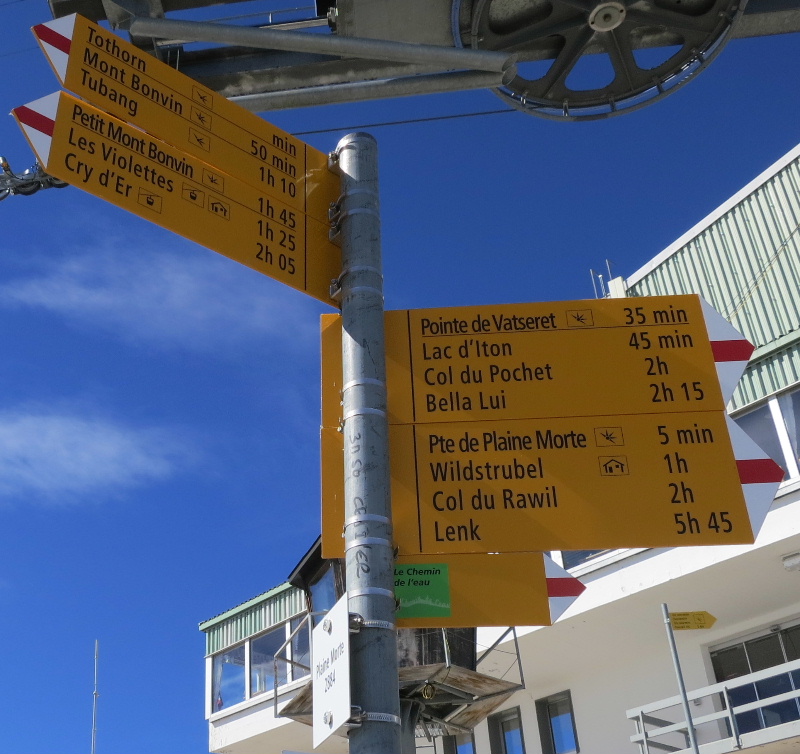 Tothorn min
Mont Bonvin 50 min
Tubang 1h 10
Petit Mont Bonvin 1h 45
Les Violettes 1h 25
Cry d'Er 2h 05
Pointe de Vatseret 35 min
Lac d'Iton 45 min
Col du Pochet 2h
Bella Lui 2h 15
Pte de Plaine Morte 5 min
Wildstrubel 1h
Col du Rawil 2h
Lenk 5h 45
Le Chemin
de l'eau
Plaine Morte